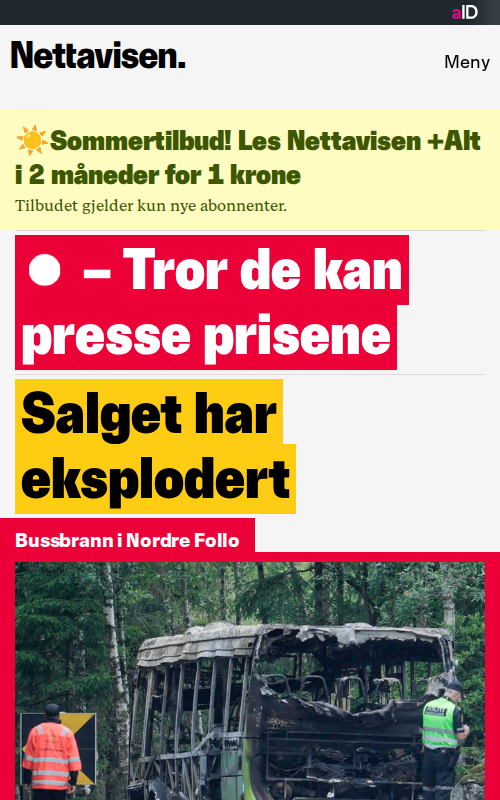 aID
Nettavisen.
Meny
☀️Sommertilbud! Les Nettavisen +Alt
i 2 måneder for 1 krone
Tilbudet gjelder kun nye abonnenter.
– Tror de kan
presse prisene
Salget har
eksplodert
Bussbrann i Nordre Follo